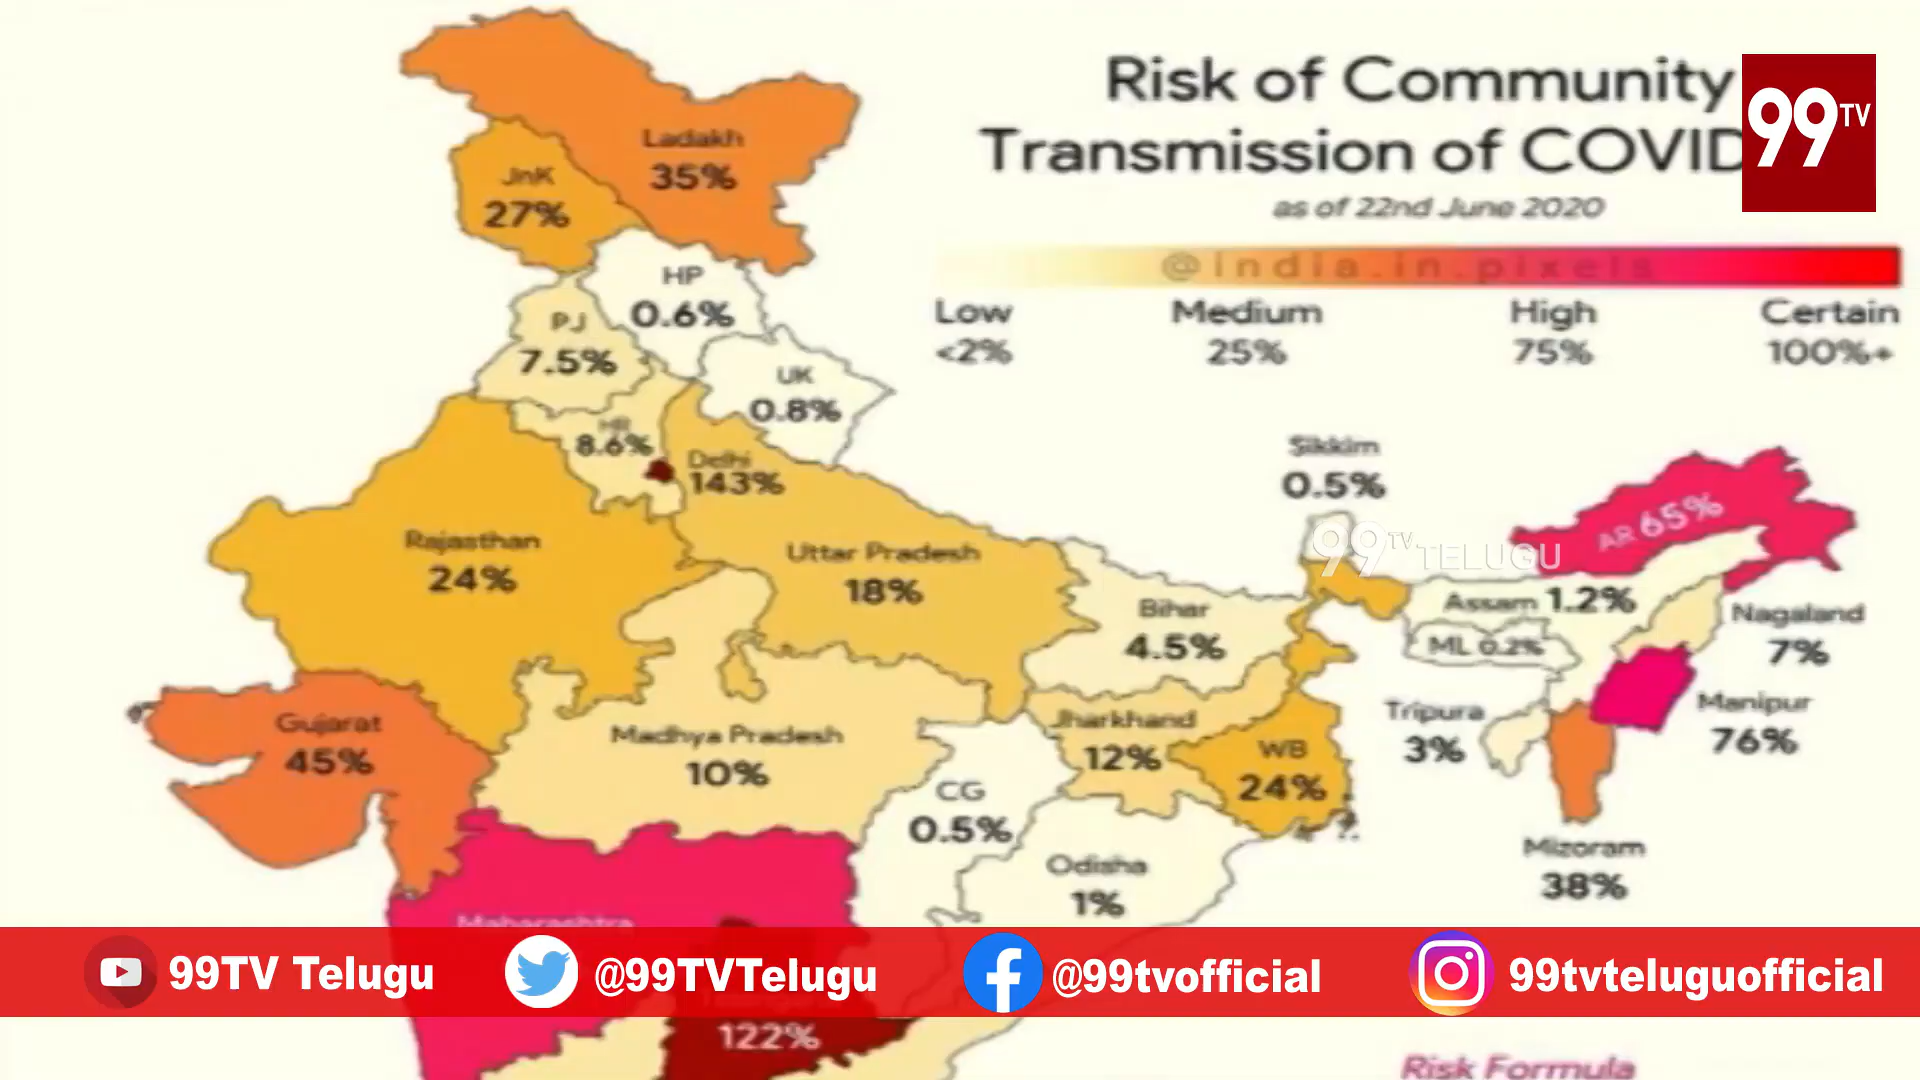 Risk of Community
Transmission of COVID
99TV
as of 22nd June 2020
@india.in.pixels
Low
<2%
Medium
25%
High
75%
Certain
100%+
Ladakh
35%
JnK
27%
HP
0.6%
PJ
7.5%
UK
0.8%
HR
8.6%
Delhi
143%
Sikkim
0.5%
AR 65%
99TV TELUGU
Rajasthan
24%
Uttar Pradesh
18%
Bihar
4.5%
Assam 1.2%
ML 0.2%
Nagaland
7%
Manipur
76%
Tripura
3%
Mizoram
38%
Gujarat
45%
Madhya Pradesh
10%
Jharkhand
12%
WB
24%
CG
0.5%
Odisha
1%
Maharashtra
99TV Telugu
@99TVTelugu
@99tvofficial
99tvteluguofficial
122%
Risk Formula